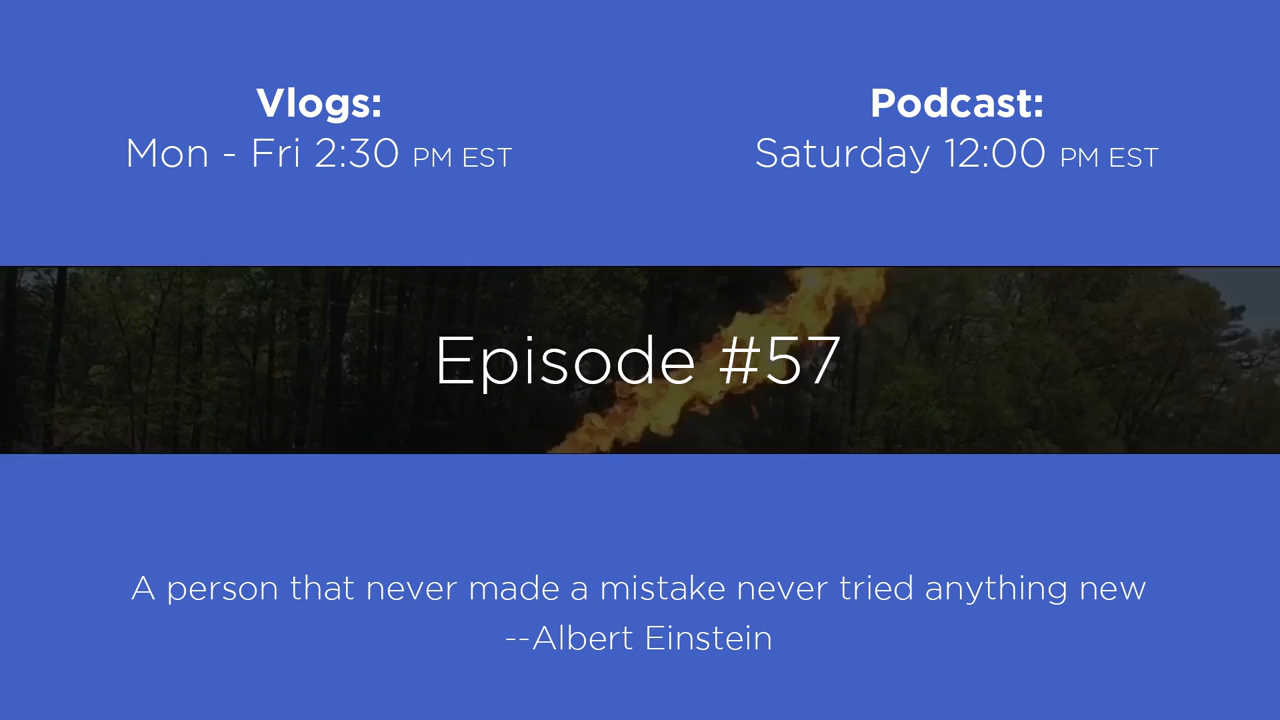 Vlogs:
Mon - Fri 2:30 PM EST
Podcast:
Saturday 12:00 PM EST
Episode #57
A person that never made a mistake never tried anything new
--Albert Einstein